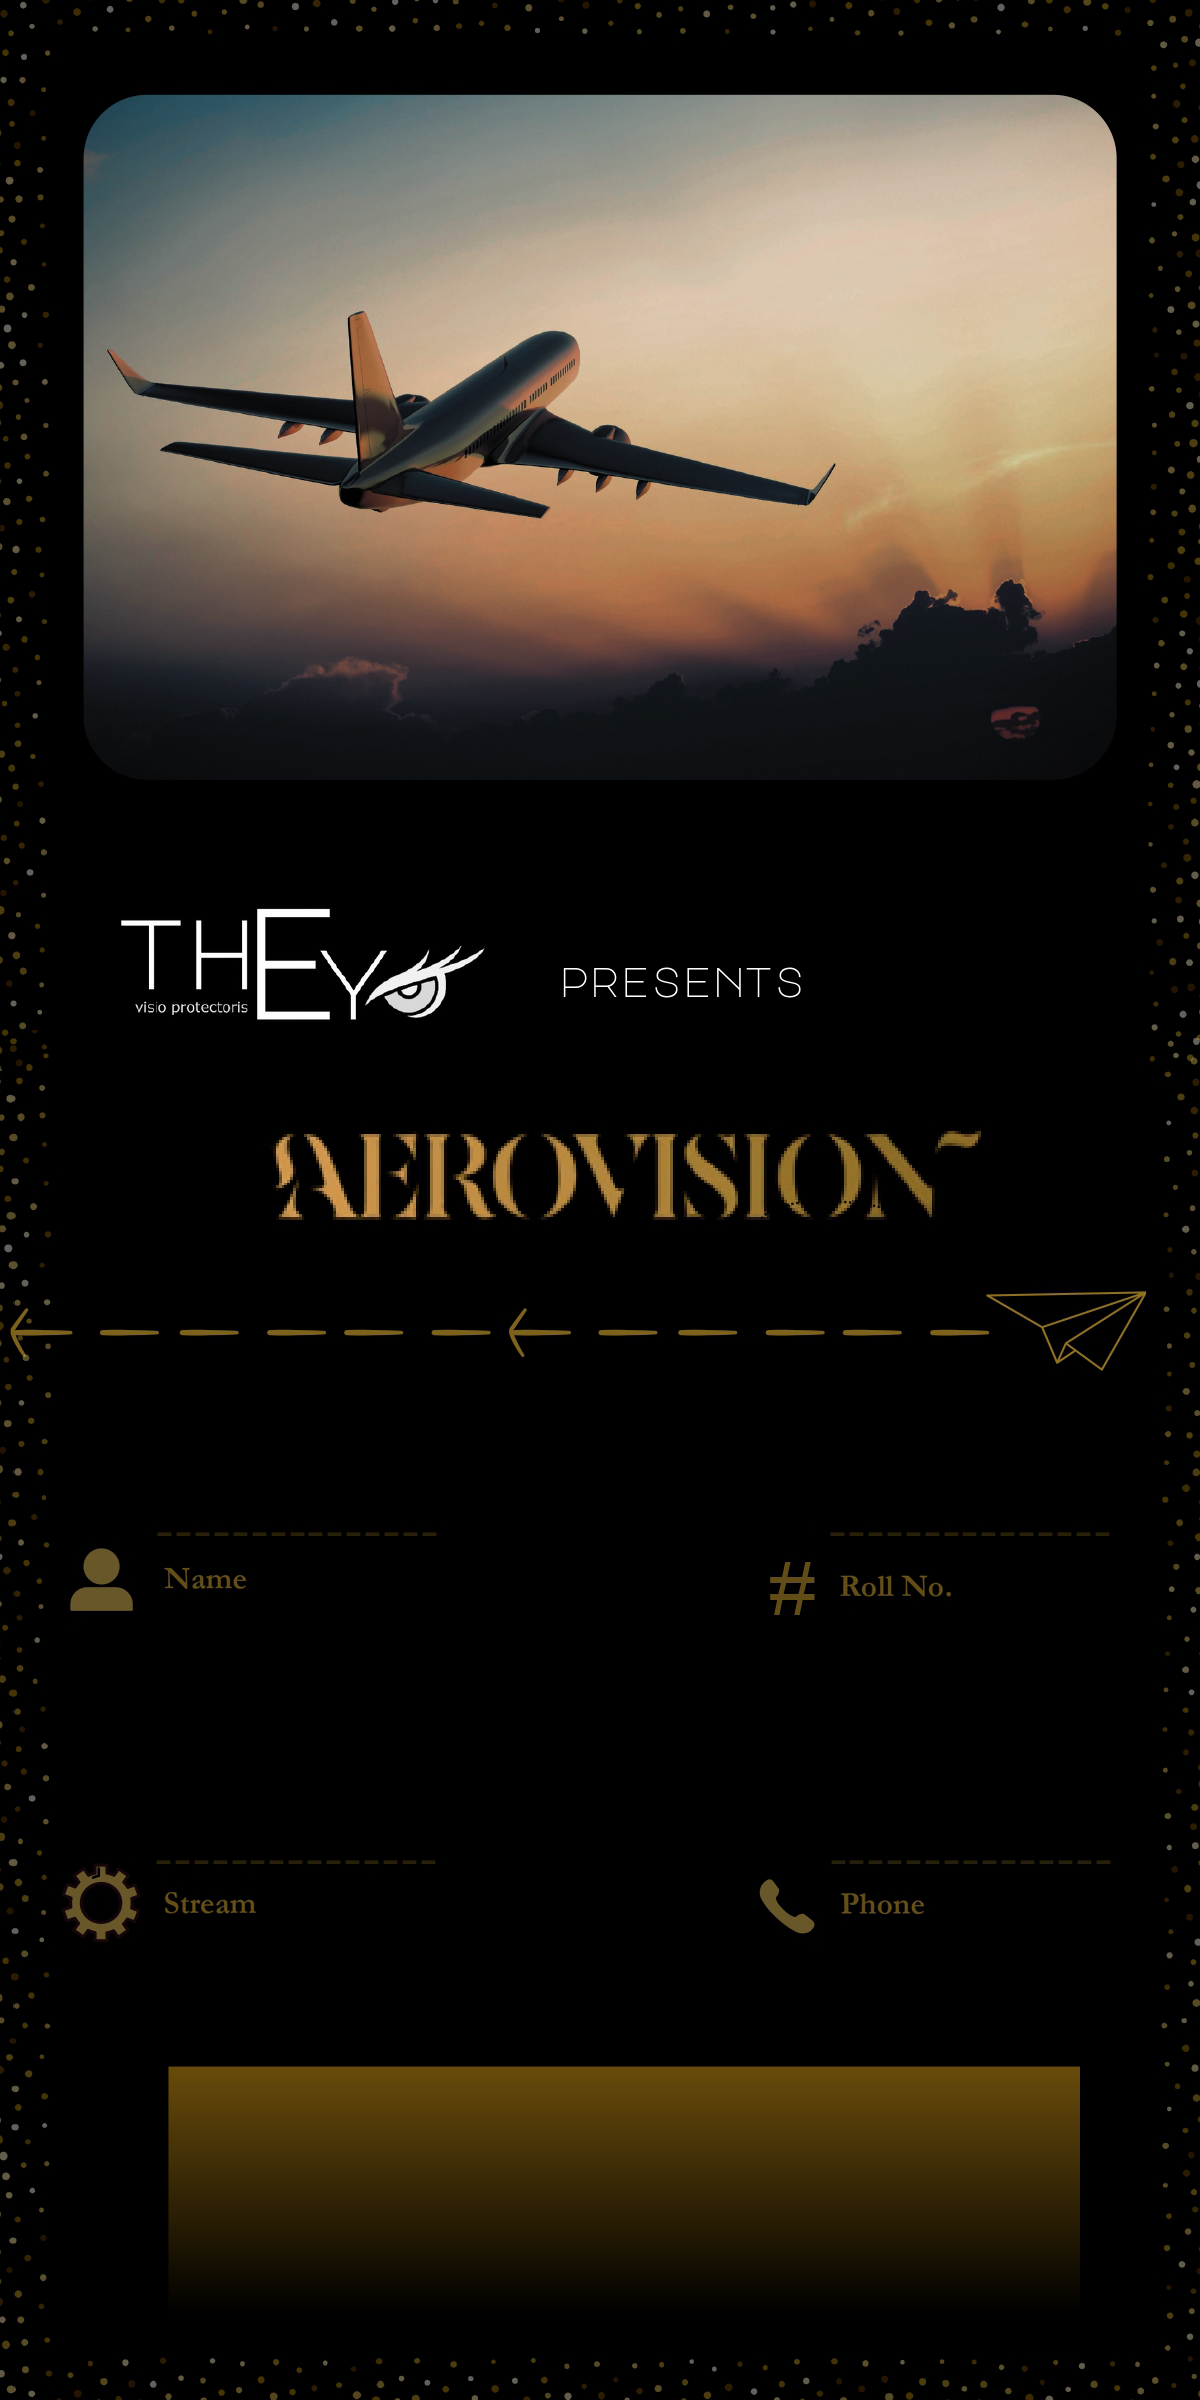 THEY
visio protectoris
PRESENTS
AEROVISION
Name
# Roll No.
Stream
Phone